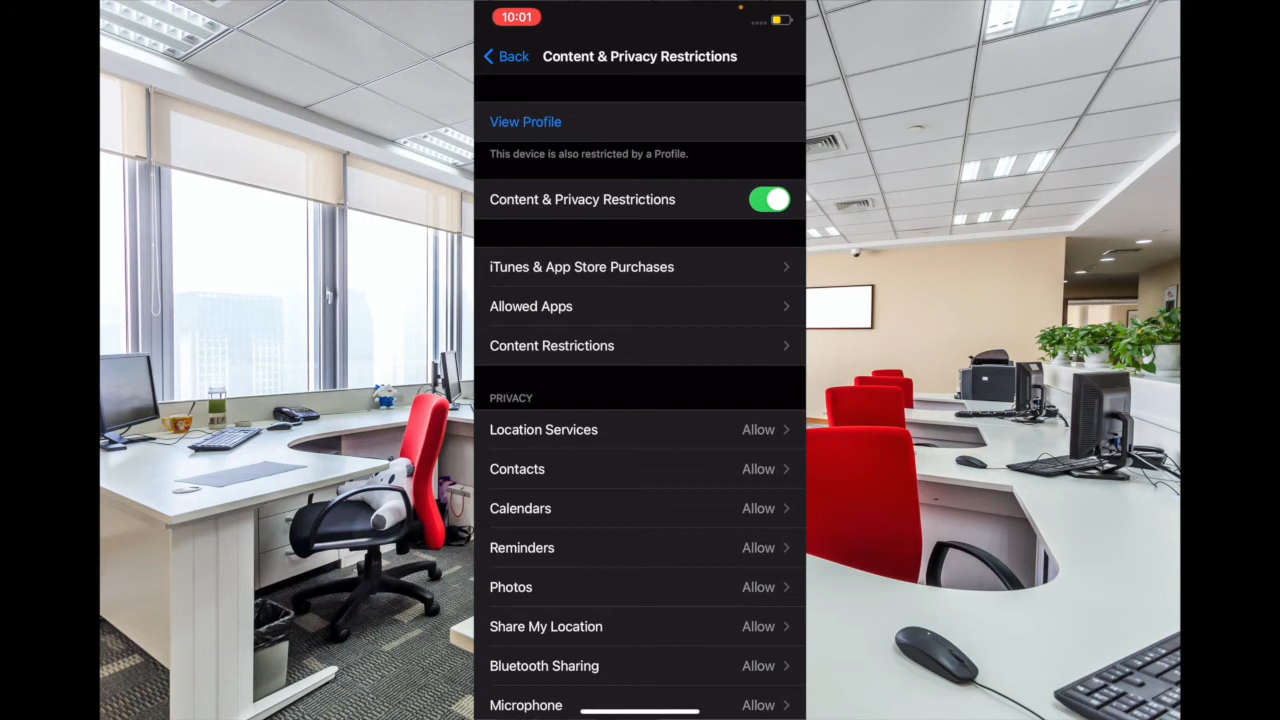 10:01
Back
Content & Privacy Restrictions
View Profile
This device is also restricted by a Profile.
Content & Privacy Restrictions
iTunes & App Store Purchases
Allowed Apps
Content Restrictions
PRIVACY
Location Services Allow
Contacts Allow
Calendars Allow
Reminders Allow
Photos Allow
Share My Location Allow
Bluetooth Sharing Allow
Microphone Allow